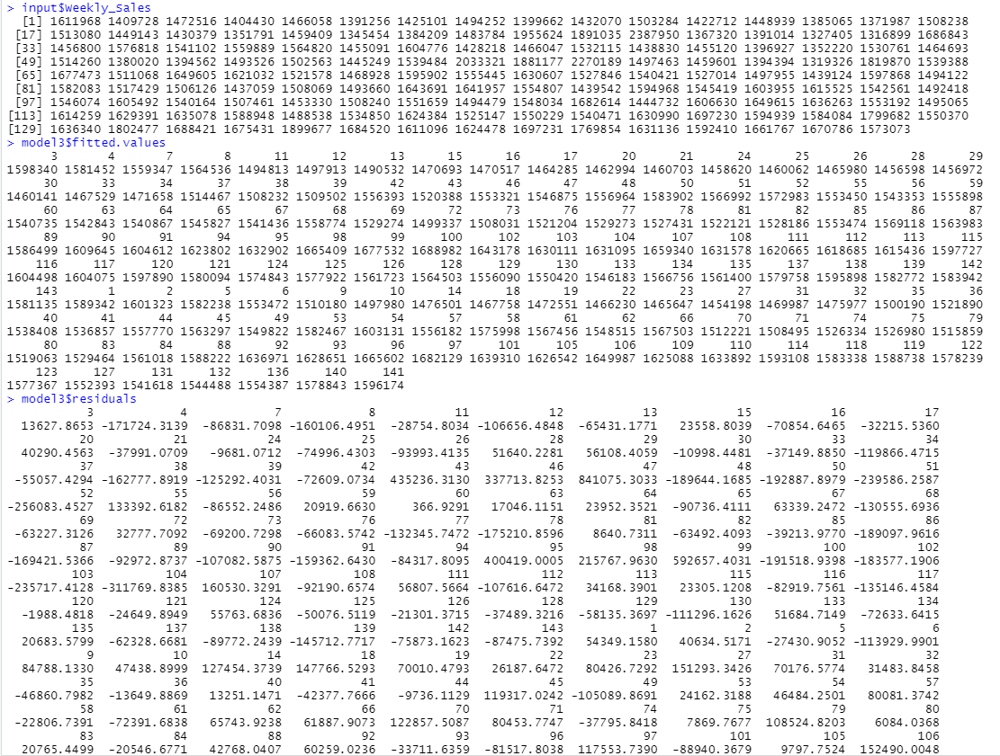 > input$Weekly_Sales
[1] 1611968 1409728 1472516 1404430 1466058 1391256 1425101 1494252 1399662 1432070 1503284 1422712 1448939 1385065 1371987 1508238
[17] 1513080 1449143 1430379 1351791 1459409 1345454 1384209 1483784 1955624 1891035 2387950 1367320 1391014 1327405 1316899 1686843
[33] 1456800 1576818 1541102 1559889 1564820 1455091 1604776 1428218 1466047 1532115 1438830 1455120 1396927 1352220 1530761 1464693
[49] 1514260 1380020 1394562 1493526 1502563 1445249 1539484 2033321 1881177 2270189 1497463 1459601 1394394 1319326 1819870 1539388
[65] 1677473 1511068 1649605 1621032 1521578 1468928 1595902 1555445 1630607 1527846 1540421 1527014 1497955 1439124 1597868 1494122
[81] 1582083 1517429 1506126 1437059 1508069 1493660 1643691 1641957 1554807 1439542 1594968 1545419 1603955 1615525 1542561 1492418
[97] 1546074 1605492 1540164 1507461 1453330 1508240 1551659 1494479 1548034 1682614 1444732 1606630 1649615 1636263 1553192 1495065
[113] 1614259 1629391 1635078 1588948 1488538 1534850 1624384 1525147 1550229 1540471 1630990 1697230 1594939 1584084 1799682 1550370
[129] 1636340 1802477 1688421 1675431 1899677 1684520 1611096 1624478 1697231 1769854 1631136 1592410 1661767 1670786 1573073
> model3$fitted.values
3 4 7 8 11 12 13 15 16 17 20 21 24 25 26 28 29
1598340 1581452 1559347 1564536 1494813 1497913 1490532 1470693 1470517 1464285 1462994 1460703 1458620 1460062 1465980 1456598 1456972
30 33 34 37 38 39 42 43 46 47 48 50 51 52 55 56 59
1460141 1467529 1471658 1514467 1508232 1509502 1556393 1520388 1553321 1546875 1556964 1583902 1566992 1572983 1553450 1543353 1555898
60 63 64 65 67 68 69 72 73 76 77 78 81 82 85 86 87
1540735 1542843 1540867 1545827 1541436 1558774 1529274 1499337 1508031 1521204 1529273 1527431 1522121 1528186 1553474 1569118 1563983
89 90 91 94 95 98 99 100 102 103 104 107 108 111 112 113 115
1586499 1609645 1604612 1623802 1632902 1665409 1677532 1688982 1643178 1630111 1631095 1659340 1631578 1620665 1618685 1615436 1597727
116 117 120 121 124 125 126 128 129 130 133 134 135 137 138 139 142
1604498 1604075 1597890 1580094 1574843 1577922 1561723 1564503 1556090 1550420 1546183 1566756 1561400 1579758 1595898 1582772 1583942
143 1 2 5 6 9 10 14 18 19 22 23 27 31 32 35 36
1581135 1589342 1601323 1582238 1553472 1510180 1497980 1476501 1467758 1472551 1466230 1465647 1454198 1469987 1475977 1500190 1521890
40 41 44 45 49 53 54 57 58 61 62 66 70 71 74 75 79
1538408 1536857 1557770 1563297 1549822 1582467 1603131 1556182 1575998 1567456 1548515 1567503 1512221 1508495 1526334 1526980 1515859
80 83 84 88 92 93 96 97 101 105 106 109 110 114 118 119 122
1519063 1529464 1561018 1588222 1636971 1628651 1665602 1682129 1639310 1626542 1649987 1625088 1633892 1593108 1583338 1588738 1578239
123 127 131 132 136 140 141
1577367 1552393 1541618 1544488 1554387 1578843 1596174
> model3$residuals
3 4 7 8 11 12 13 15 16 17
13627.8653 -171724.3139 -86831.7098 -160106.4951 -28754.8034 -106656.4848 -65431.1771 23558.8039 -70854.6465 -32215.5360
20 21 24 25 26 28 29 30 33 34
40290.4563 -37991.0709 -9681.0712 -74996.4303 -93993.4135 51640.2281 56108.4059 -10998.4481 -37149.8850 -119866.4715
37 38 39 42 43 46 47 48 50 51
-55057.4294 -162777.8919 -125292.4031 -72609.0734 435236.3130 337713.8253 841075.3033 -189644.1685 -192887.8979 -239586.2587
52 55 56 59 60 63 64 65 67 68
-256083.4527 133392.6182 -86552.2486 20919.6630 366.9291 17046.1151 23952.3521 -90736.4111 63339.2472 -130555.6936
69 72 73 76 77 78 81 82 85 86
-63227.3126 32777.7092 -69200.7298 -66083.5742 -132345.7472 -175210.8596 8640.7311 -63492.4093 -39213.9770 -189097.9616
87 89 90 91 94 95 98 99 100 102
-169421.5366 -92972.8737 -107082.5875 -159362.6430 -84317.8095 400419.0005 215767.9630 592657.4031 -191518.9398 -183577.1906
103 104 107 108 111 112 113 115 116 117
-235717.4128 -311769.8385 160530.3291 -92190.6574 56807.5664 -107616.6472 34168.3901 23305.1208 -82919.7561 -135146.4584
120 121 124 125 126 128 129 130 133 134
-1988.4818 -24649.8949 55763.6836 -50076.5119 -21301.3715 -37489.3216 -58135.3697 -111296.1626 51684.7149 -72633.6415
135 137 138 139 142 143 1 2 5 6
20683.5799 -62328.6681 -89772.2439 -145712.7717 -75873.1623 -87475.7392 54349.1580 40634.5171 -27430.9052 -113929.9901
9 10 14 18 19 22 23 27 31 32
84788.1330 47438.8999 127454.3739 147766.5293 70010.4793 26187.6472 80426.7292 151293.3426 70176.5774 31483.8458
35 36 40 41 44 45 49 53 54 57
-46860.7982 -13649.8869 13251.1471 -42377.7666 -9736.1129 119317.0242 -105089.8691 24162.3188 46484.2501 80081.3742
58 61 62 66 70 71 74 75 79 80
-22806.7391 -72391.6838 65743.9238 61887.9073 122857.5087 80453.7747 -37795.8418 7869.7677 108524.8203 6084.0368
83 84 88 92 93 96 97 101 105 106
20765.4499 -20546.6771 42768.0407 60259.0236 -33711.6359 -81517.8038 117553.7390 -88940.3679 9797.7524 152490.0048